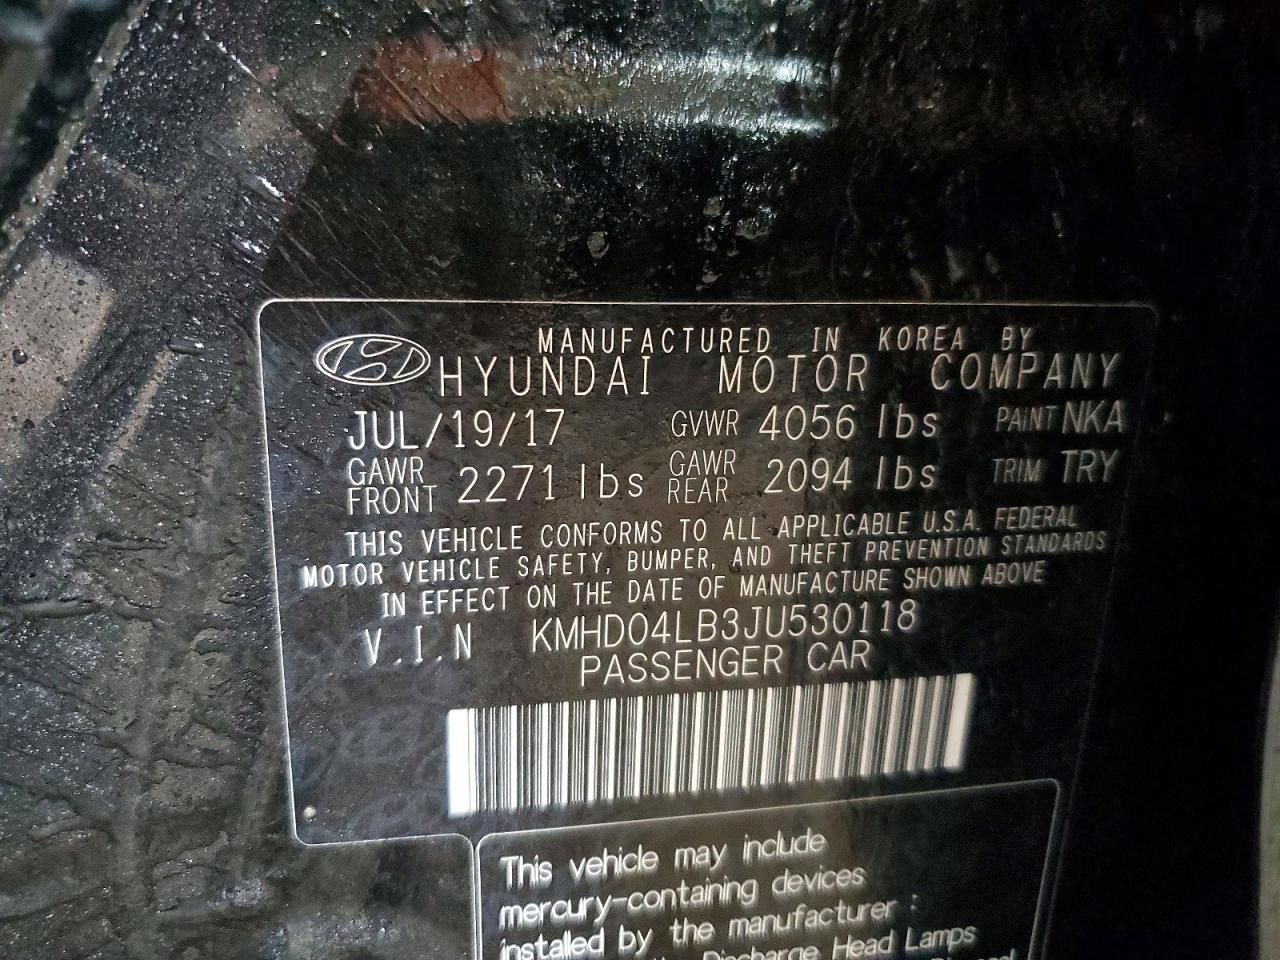 MANUFACTURED IN KOREA BY
HYUNDAI MOTOR COMPANY
JUL/19/17 GVWR 4056 lbs PAINT NKA
GAWR FRONT 2271 lbs GAWR REAR 2094 lbs TRIM TRY
THIS VEHICLE CONFORMS TO ALL APPLICABLE U.S.A. FEDERAL
MOTOR VEHICLE SAFETY, BUMPER, AND THEFT PREVENTION STANDARDS
IN EFFECT ON THE DATE OF MANUFACTURE SHOWN ABOVE
V.I.N KMHD04LB3JU530118
PASSENGER CAR
This vehicle may include
mercury-containing devices
installed by the manufacturer :
Discharge Head Lamps